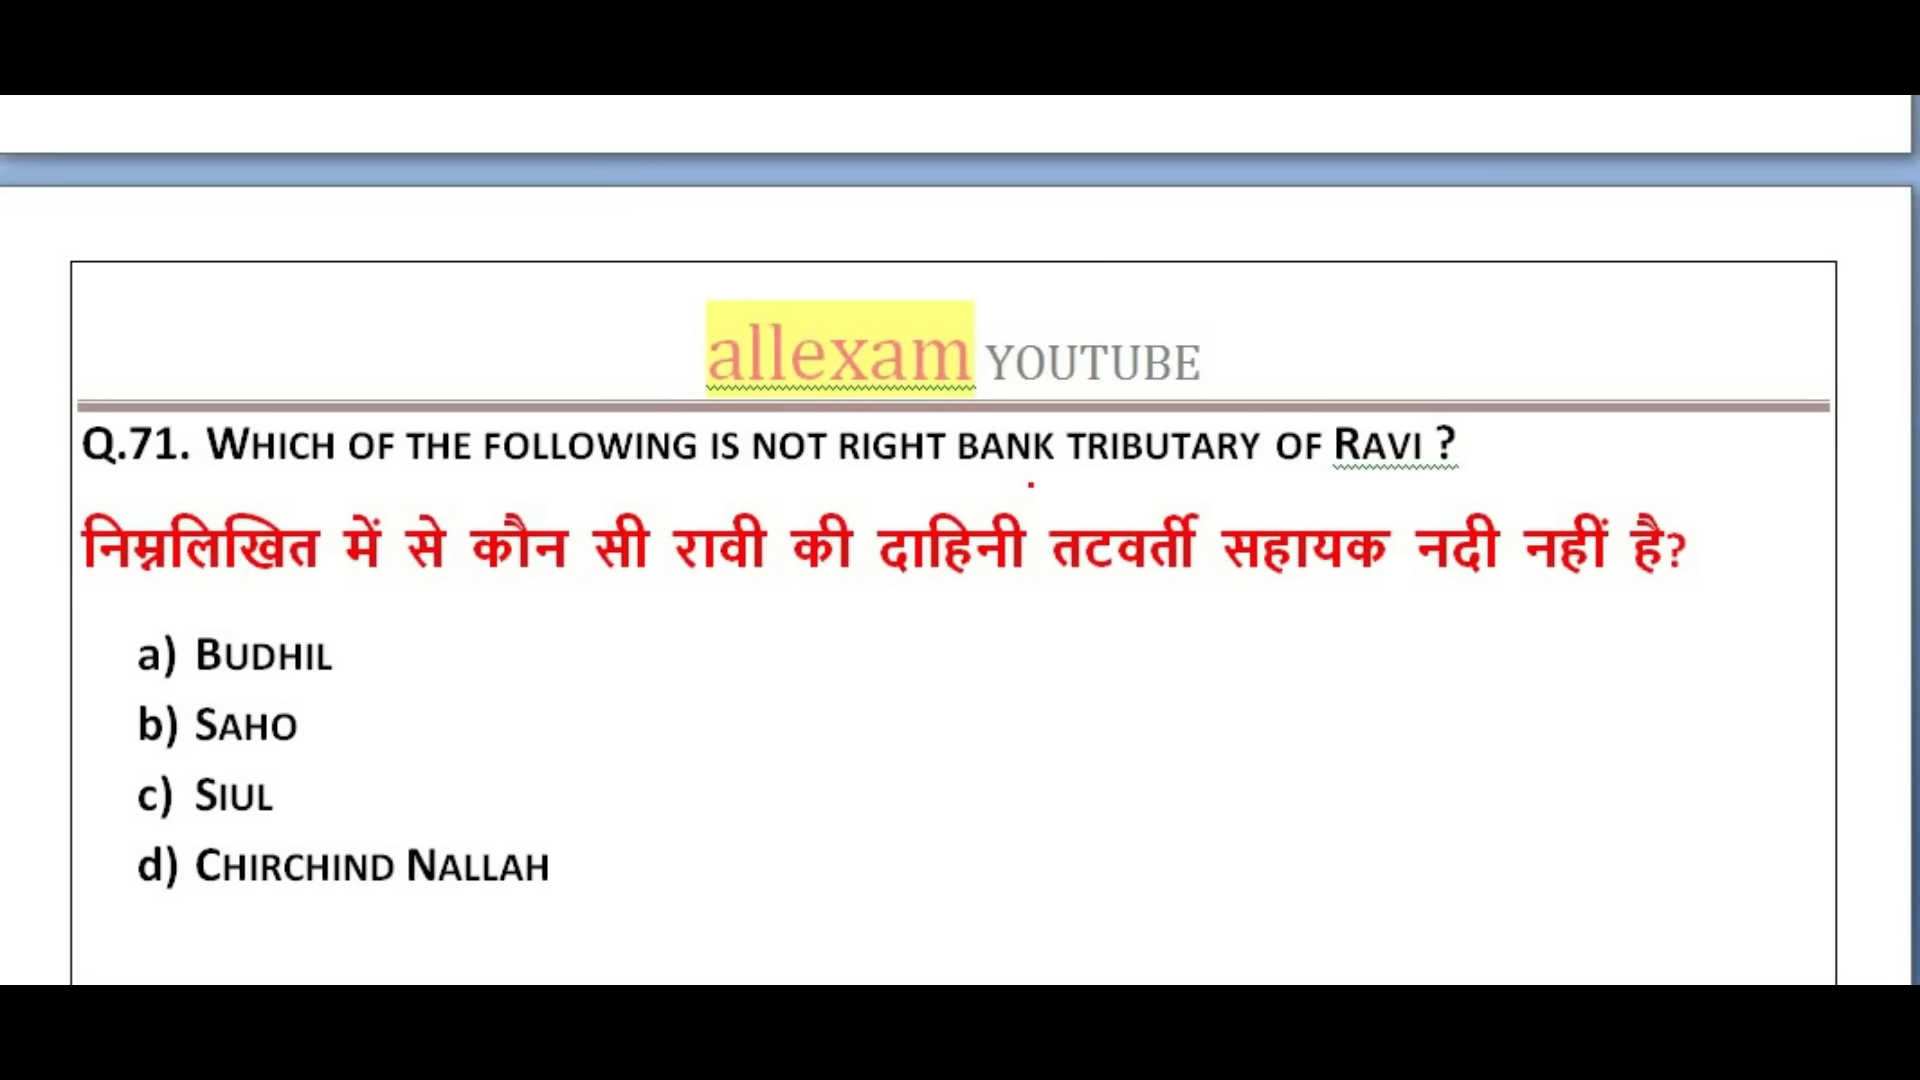 allexam YOUTUBE
Q.71. WHICH OF THE FOLLOWING IS NOT RIGHT BANK TRIBUTARY OF RAVI ?
निम्नलिखित में से कौन सी रावी की दाहिनी तटवर्ती सहायक नदी नहीं है?
a) BUDHIL
b) SAHO
c) SIUL
d) CHIRCHIND NALLAH